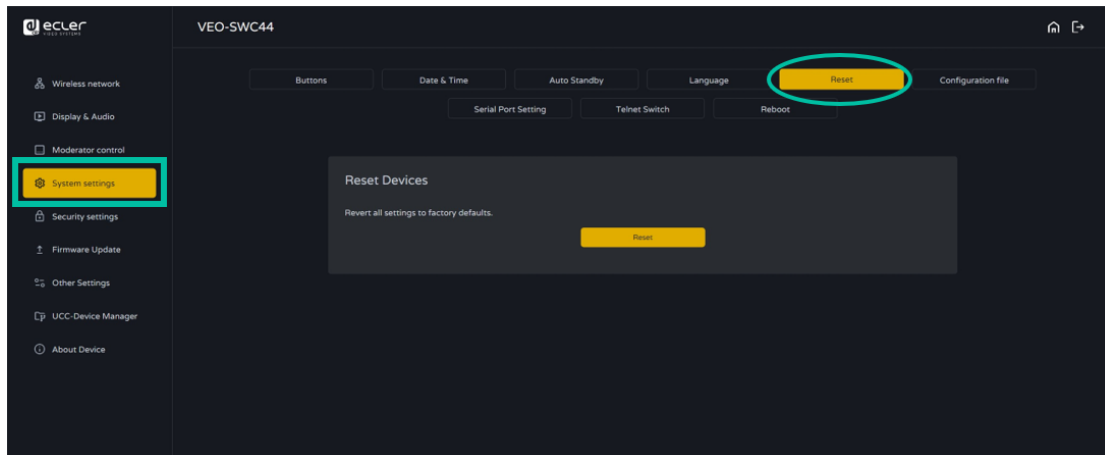 ecler
VIDEO SYSTEMS
VEO-SWC44
Wireless network
Display & Audio
Moderator control
System settings
Security settings
Firmware Update
Other Settings
UCC-Device Manager
About Device
Buttons
Date & Time
Auto Standby
Language
Reset
Configuration file
Serial Port Setting
Telnet Switch
Reboot
Reset Devices
Revert all settings to factory defaults.
Reset